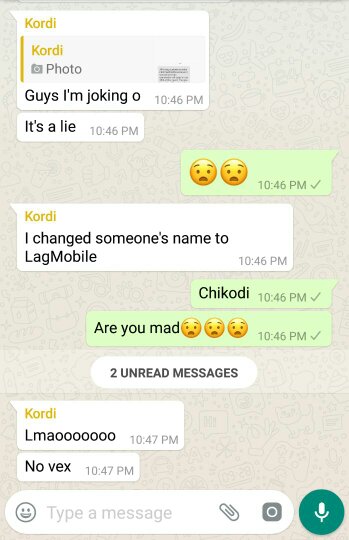 Kordi
Kordi
Photo
Guys I'm joking o 10:46 PM
It's a lie 10:46 PM
😧😧 10:46 PM
Kordi
I changed someone's name to
LagMobile
10:46 PM
Chikodi 10:46 PM
Are you mad😧😧😧 10:46 PM
2 UNREAD MESSAGES
Kordi
Lmaooooooo 10:47 PM
No vex 10:47 PM
Type a message